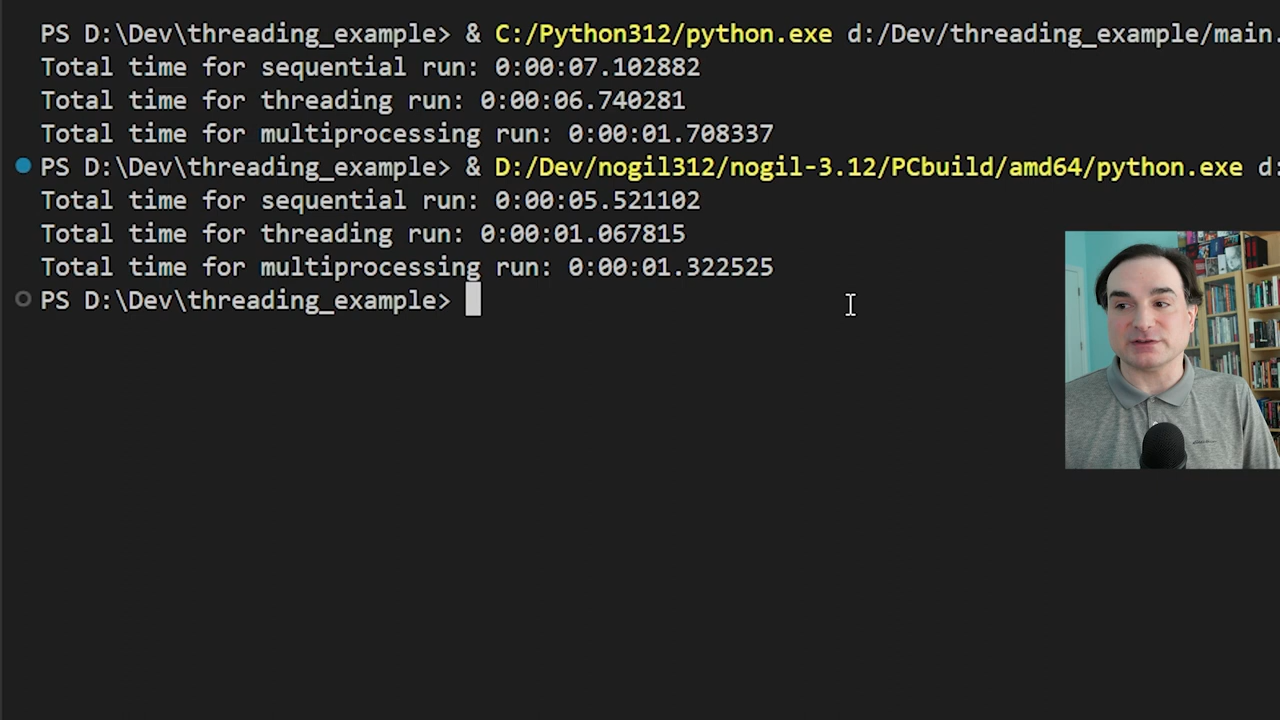 PS D:\Dev\threading_example> & C:/Python312/python.exe d:/Dev/threading_example/main.
Total time for sequential run: 0:00:07.102882
Total time for threading run: 0:00:06.740281
Total time for multiprocessing run: 0:00:01.708337
PS D:\Dev\threading_example> & D:/Dev/nogil312/nogil-3.12/PCbuild/amd64/python.exe d:
Total time for sequential run: 0:00:05.521102
Total time for threading run: 0:00:01.067815
Total time for multiprocessing run: 0:00:01.322525
PS D:\Dev\threading_example>